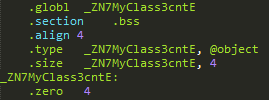 .globl _ZN7MyClass3cntE
.section .bss
.align 4
.type _ZN7MyClass3cntE, @object
.size _ZN7MyClass3cntE, 4
_ZN7MyClass3cntE:
.zero 4